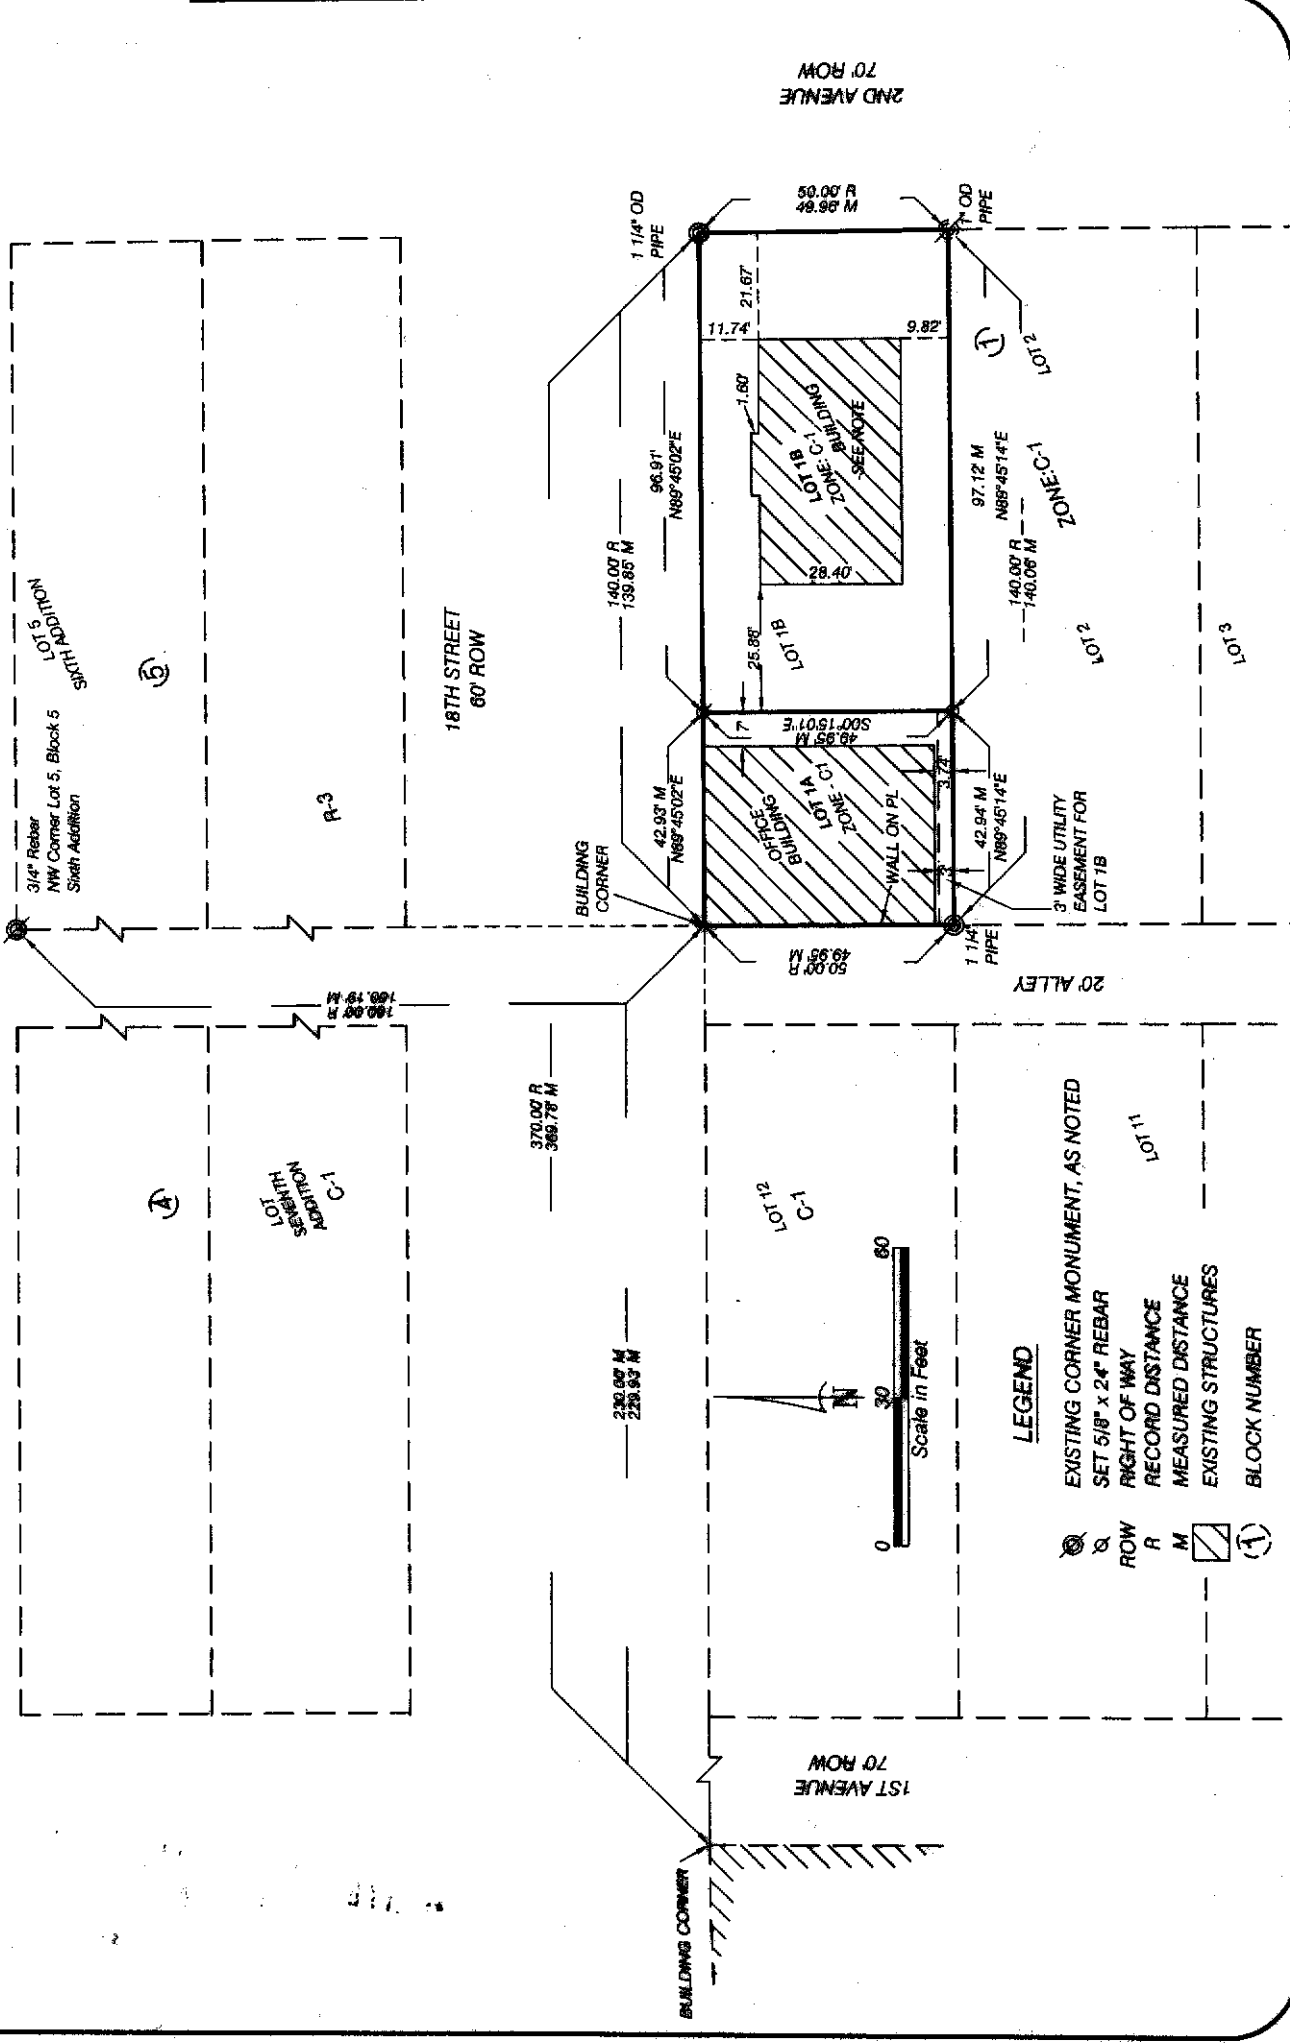 3/4" Rebar
NW Corner Lot 5, Block 5
Sixth Addition
LOT 5
SIXTH ADDITION
5
R-3
18TH STREET
60' ROW
2ND AVENUE
70' ROW
160.00' R
160.19' M
4
LOT
SEVENTH
ADDITION
C-1
370.00' R
369.78' M
230.00' M
229.93' M
140.00' R
139.85' M
BUILDING
CORNER
42.93' M
N89°45'02"E
96.91'
N89°45'02"E
1 1/4" OD
PIPE
50.00' R
49.96' M
1" OD
PIPE
11.74'
21.67'
9.82'
1.60'
LOT 1B
ZONE: C-1
BUILDING
SEE NOTE
28.40'
25.86'
LOT 1B
7'
S00°15'01"E
49.95' M
OFFICE
BUILDING
LOT 1A
ZONE - C-1
WALL ON PL
3.74'
3'
50.00' R
49.95' M
1 1/4"
PIPE
42.94' M
N89°45'14"E
97.12' M
N89°45'14"E
140.00' R
140.06' M
3' WIDE UTILITY
EASEMENT FOR
LOT 1B
1
LOT 2
ZONE:C-1
LOT 2
LOT 3
20' ALLEY
LOT 12
C-1
LOT 11
N
0 30 60
Scale in Feet
1ST AVENUE
70' ROW
BUILDING CORNER
LEGEND
EXISTING CORNER MONUMENT, AS NOTED
SET 5/8" x 24" REBAR
ROW RIGHT OF WAY
R RECORD DISTANCE
M MEASURED DISTANCE
EXISTING STRUCTURES
1 BLOCK NUMBER